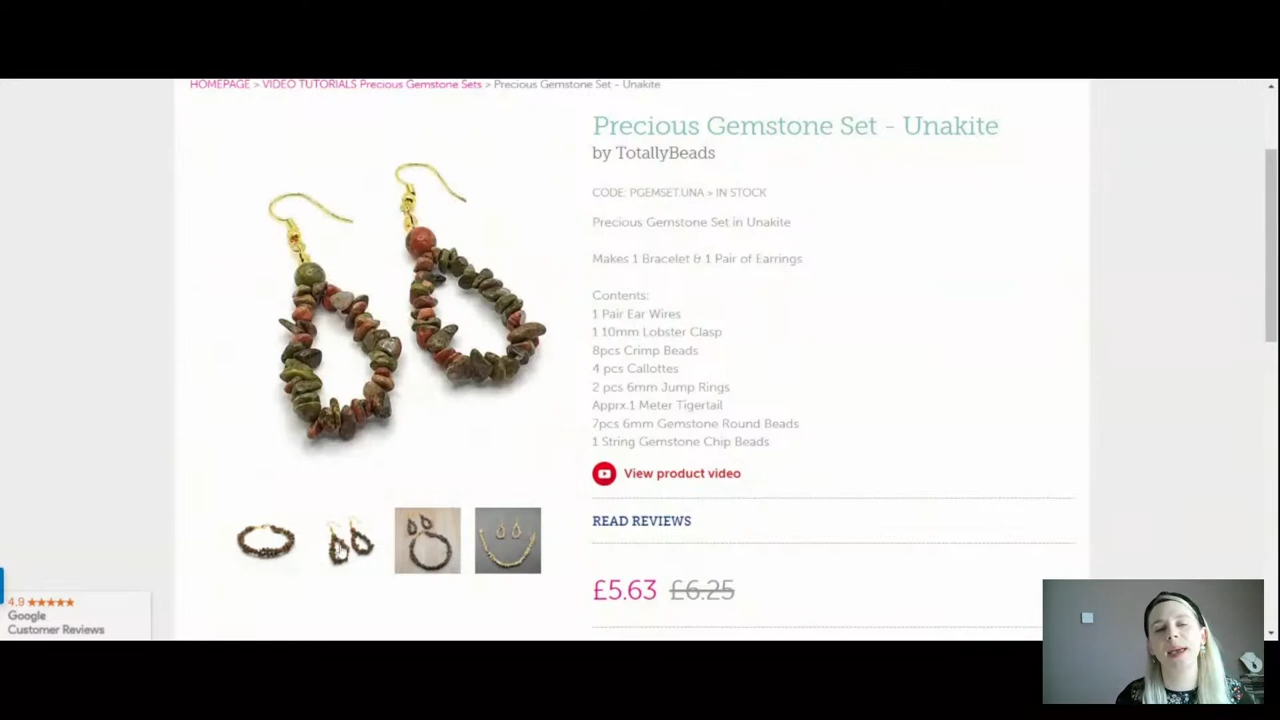 HOMEPAGE > VIDEO TUTORIALS Precious Gemstone Sets > Precious Gemstone Set - Unakite
Precious Gemstone Set - Unakite
by TotallyBeads
CODE: PGEMSET.UNA > IN STOCK
Precious Gemstone Set in Unakite
Makes 1 Bracelet & 1 Pair of Earrings
Contents:
1 Pair Ear Wires
1 10mm Lobster Clasp
8pcs Crimp Beads
4 pcs Callottes
2 pcs 6mm Jump Rings
Apprx.1 Meter Tigertail
7pcs 6mm Gemstone Round Beads
1 String Gemstone Chip Beads
View product video
READ REVIEWS
£5.63 £6.25
4.9 ★★★★★
Google
Customer Reviews